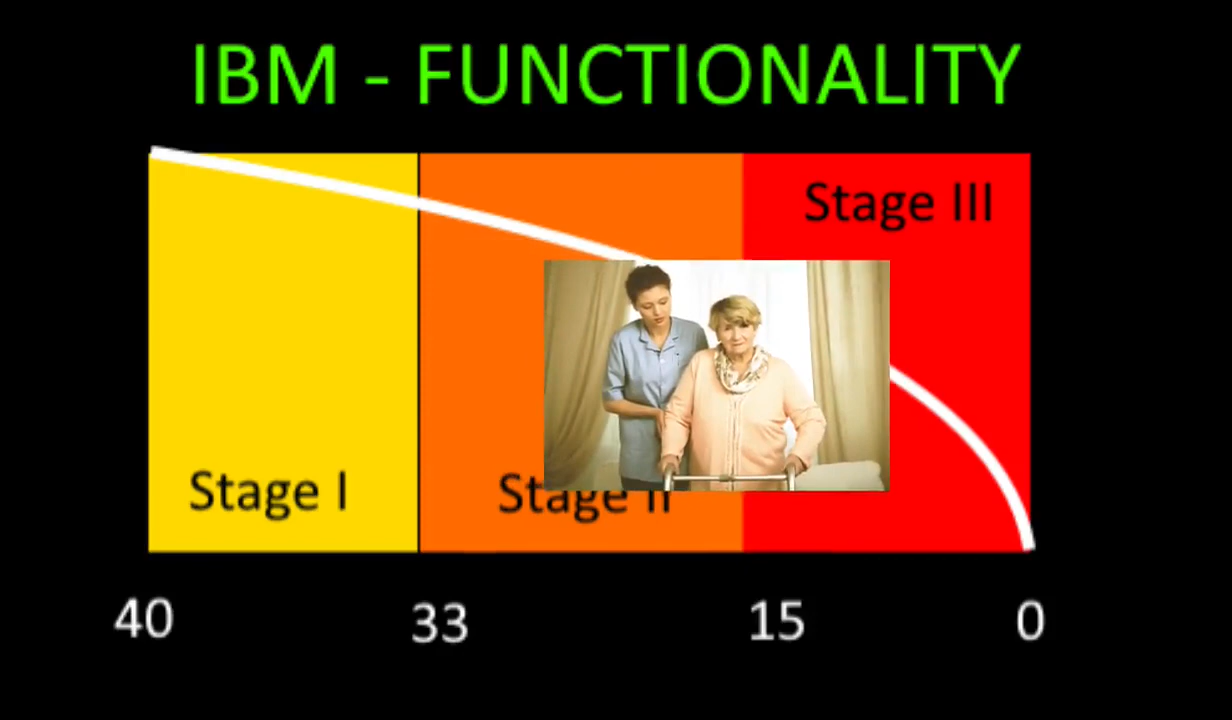 IBM - FUNCTIONALITY
Stage III
Stage I
Stage II
40
33
15
0